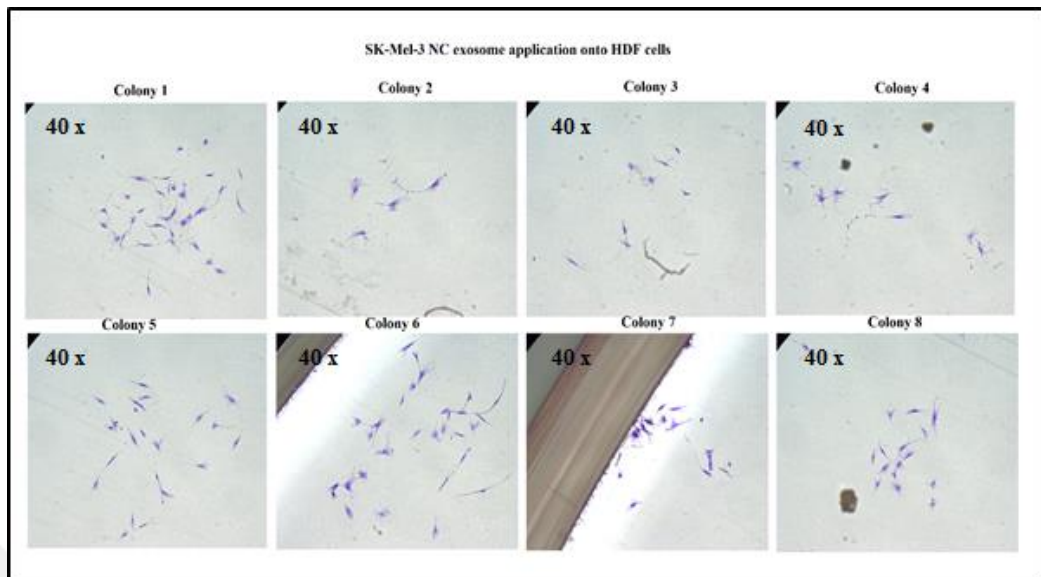 SK-Mel-3 NC exosome application onto HDF cells
Colony 1 Colony 2 Colony 3 Colony 4
40 x 40 x 40 x 40 x
Colony 5 Colony 6 Colony 7 Colony 8
40 x 40 x 40 x 40 x